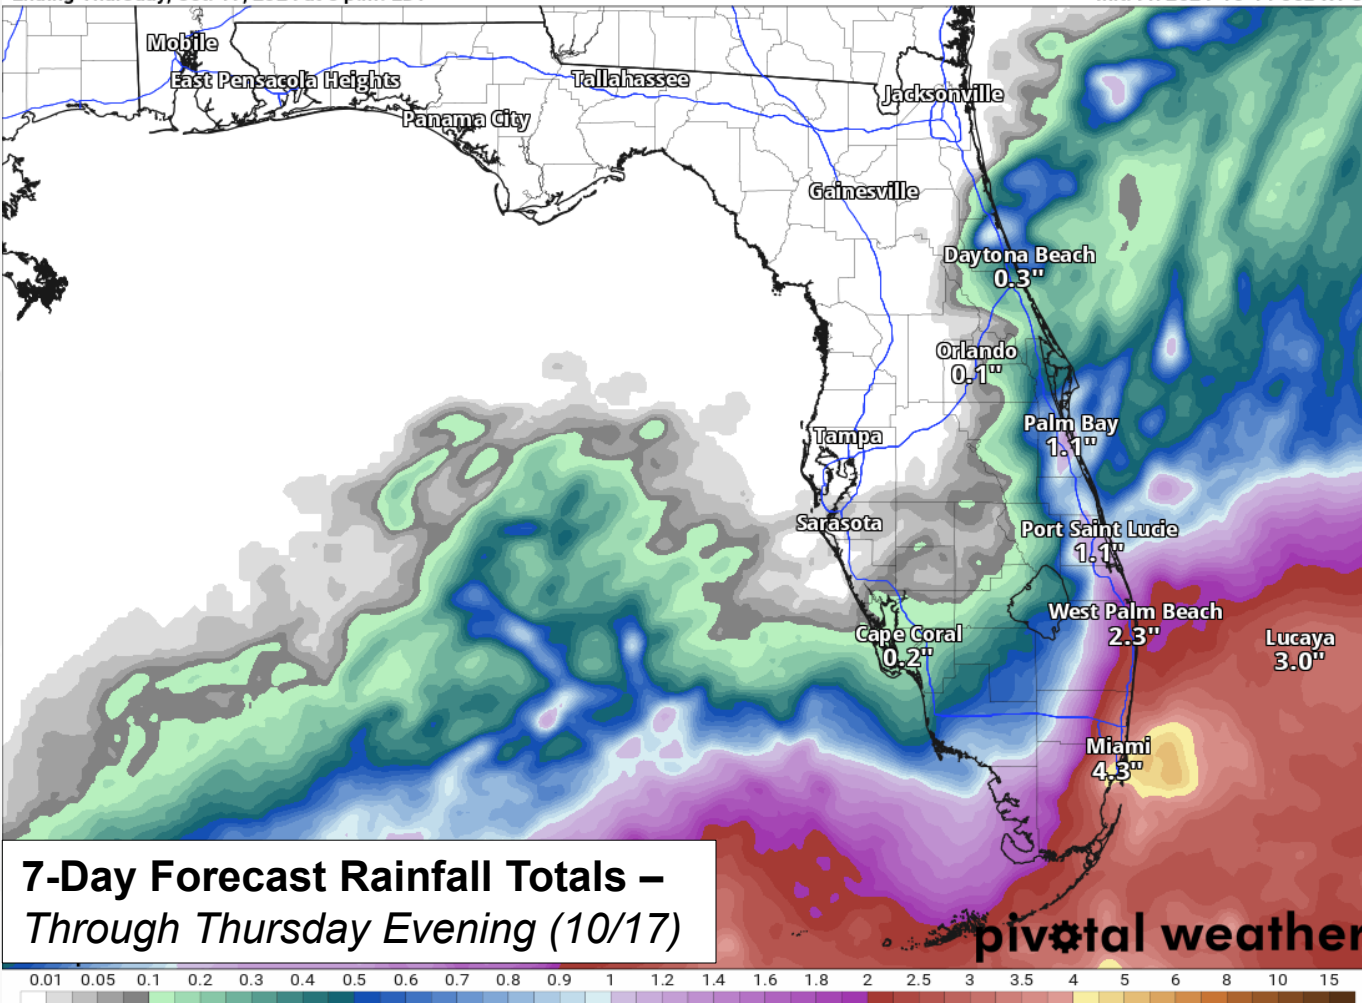 Mobile
East Pensacola Heights
Tallahassee
Jacksonville
Panama City
Gainesville
Daytona Beach
0.3"
Orlando
0.1"
Palm Bay
1.1"
Tampa
Sarasota
Port Saint Lucie
1.1"
West Palm Beach
2.3"
Cape Coral
0.2"
Lucaya
3.0"
Miami
4.3"
7-Day Forecast Rainfall Totals –
Through Thursday Evening (10/17)
pivotal weather
0.01 0.05 0.1 0.2 0.3 0.4 0.5 0.6 0.7 0.8 0.9 1 1.2 1.4 1.6 1.8 2 2.5 3 3.5 4 5 6 8 10 15